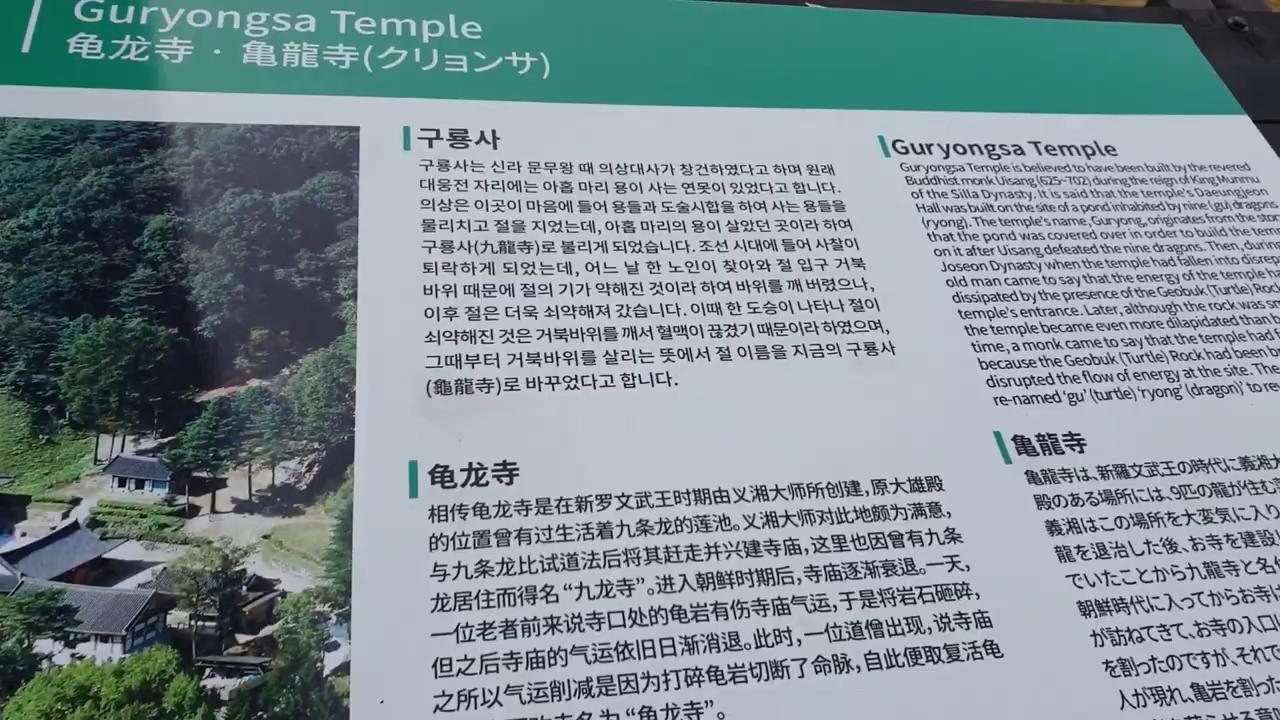 Guryongsa Temple
龟龙寺 · 亀龍寺(クリョンサ)
구룡사
구룡사는 신라 문무왕 때 의상대사가 창건하였다고 하며 원래
대웅전 자리에는 아홉 마리 용이 사는 연못이 있었다고 합니다.
의상은 이곳이 마음에 들어 용들과 도술시합을 하여 사는 용들을
물리치고 절을 지었는데, 아홉 마리의 용이 살았던 곳이라 하여
구룡사(九龍寺)로 불리게 되었습니다. 조선 시대에 들어 사찰이
퇴락하게 되었는데, 어느 날 한 노인이 찾아와 절 입구 거북
바위 때문에 절의 기가 약해진 것이라 하여 바위를 깨 버렸으나,
이후 절은 더욱 쇠약해져 갔습니다. 이때 한 도승이 나타나 절이
쇠약해진 것은 거북바위를 깨서 혈맥이 끊겼기 때문이라 하였으며,
그때부터 거북바위를 살리는 뜻에서 절 이름을 지금의 구룡사
(龜龍寺)로 바꾸었다고 합니다.
Guryongsa Temple
Guryongsa Temple is believed to have been built by the revered
Buddhist monk Uisang (625~702) during the reign of King Munmu
of the Silla Dynasty. It is said that the temple's Daeungjeon
Hall was built on the site of a pond inhabited by nine (gu) dragons
(ryong). The temple's name, Guryong, originates from the
that the pond was covered over in order to build the
on it after Uisang defeated the nine dragons. Then,
Joseon Dynasty when the temple had fallen into
old man came to say that the energy of the temple
dissipated by the presence of the Geobuk (Turtle)
temple's entrance. Later, although the rock was
the temple became even more dilapidated than
time, a monk came to say that the temple had
because the Geobuk (Turtle) Rock had been
disrupted the flow of energy at the site. The
re-named 'gu' (turtle) 'ryong' (dragon)' to
龟龙寺
相传龟龙寺是在新罗文武王时期由义湘大师所创建，原大雄殿
的位置曾有过生活着九条龙的莲池。义湘大师对此地颇为满意，
与九条龙比试道法后将其赶走并兴建寺庙，这里也因曾有九条
龙居住而得名“九龙寺”。进入朝鲜时期后，寺庙逐渐衰退。一天，
一位老者前来说寺口处的龟岩有伤寺庙气运，于是将岩石砸碎，
但之后寺庙的气运依旧日渐消退。此时，一位道僧出现，说寺庙
之所以气运削减是因为打碎龟岩切断了命脉，自此便取复活龟
名为“龟龙寺”。
亀龍寺
亀龍寺は、新羅文武王の時代に義湘
殿のある場所には、9匹の龍が住む
義湘はこの場所を大変気に入り
龍を退治した後、お寺を建設
でいたことから九龍寺と名
朝鮮時代に入ってからお寺
が訪ねてきて、お寺の入口
を割ったのですが、それで
人が現れ、亀岩を割った